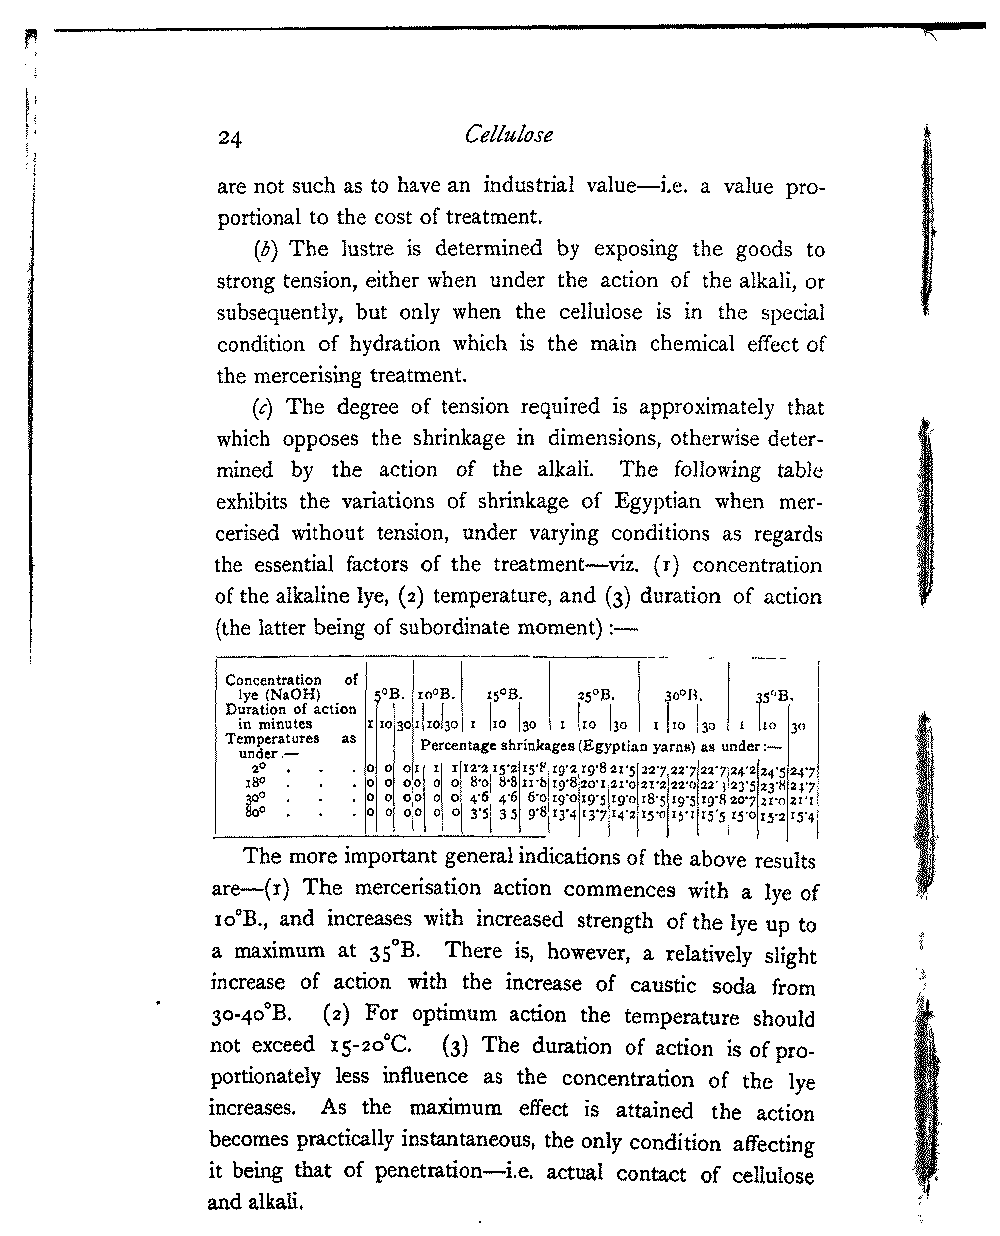 24 Cellulose
are not such as to have an industrial value—i.e. a value pro-
portional to the cost of treatment.
(b) The lustre is determined by exposing the goods to
strong tension, either when under the action of the alkali, or
subsequently, but only when the cellulose is in the special
condition of hydration which is the main chemical effect of
the mercerising treatment.
(c) The degree of tension required is approximately that
which opposes the shrinkage in dimensions, otherwise deter-
mined by the action of the alkali. The following table
exhibits the variations of shrinkage of Egyptian when mer-
cerised without tension, under varying conditions as regards
the essential factors of the treatment—viz. (1) concentration
of the alkaline lye, (2) temperature, and (3) duration of action
(the latter being of subordinate moment) :—
Concentration of
lye (NaOH) 5°B. 10°B. 15°B. 25°B. 30°B. 35°B.
Duration of action
in minutes 1 10 30 1 10 30 1 10 30 1 10 30 1 10 30 1 10 30
Temperatures as
under.— Percentage shrinkages (Egyptian yarns) as under:—
2° . . . 0 0 0 1 1 1 12·2 15·2 15·8 19·2 19·8 21·5 22·7 22·7 22·7 24·2 24·5 24·7
18° . . . 0 0 0 0 0 0 8·0 8·8 11·8 19·8 20·1 21·0 21·2 22·0 22·3 23·5 23·8 24·7
30° . . . 0 0 0 0 0 0 4·6 4·6 6·0 19·0 19·5 19·0 18·5 19·5 19·8 20·7 21·0 21·1
80° . . . 0 0 0 0 0 0 3·5 3 5 9·8 13·4 13·7 14·2 15·0 15·1 15·5 15·0 15·2 15·4
The more important general indications of the above results
are—(1) The mercerisation action commences with a lye of
10°B., and increases with increased strength of the lye up to
a maximum at 35°B. There is, however, a relatively slight
increase of action with the increase of caustic soda from
30-40°B. (2) For optimum action the temperature should
not exceed 15-20°C. (3) The duration of action is of pro-
portionately less influence as the concentration of the lye
increases. As the maximum effect is attained the action
becomes practically instantaneous, the only condition affecting
it being that of penetration—i.e. actual contact of cellulose
and alkali.